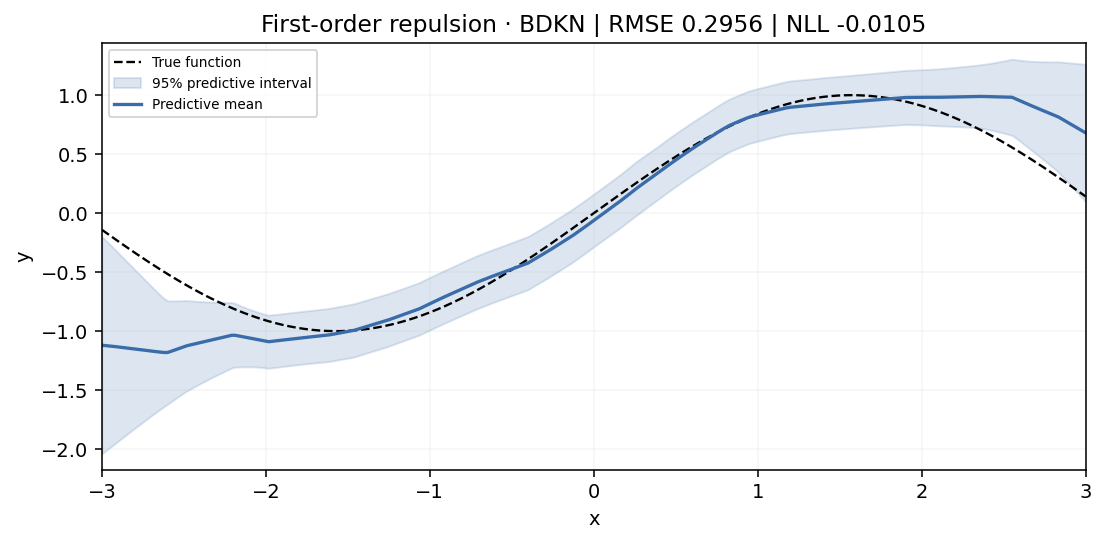 First-order repulsion · BDKN | RMSE 0.2956 | NLL -0.0105
True function
95% predictive interval
Predictive mean
1.0
0.5
0.0
−0.5
−1.0
−1.5
−2.0
y
−3
−2
−1
0
1
2
3
x